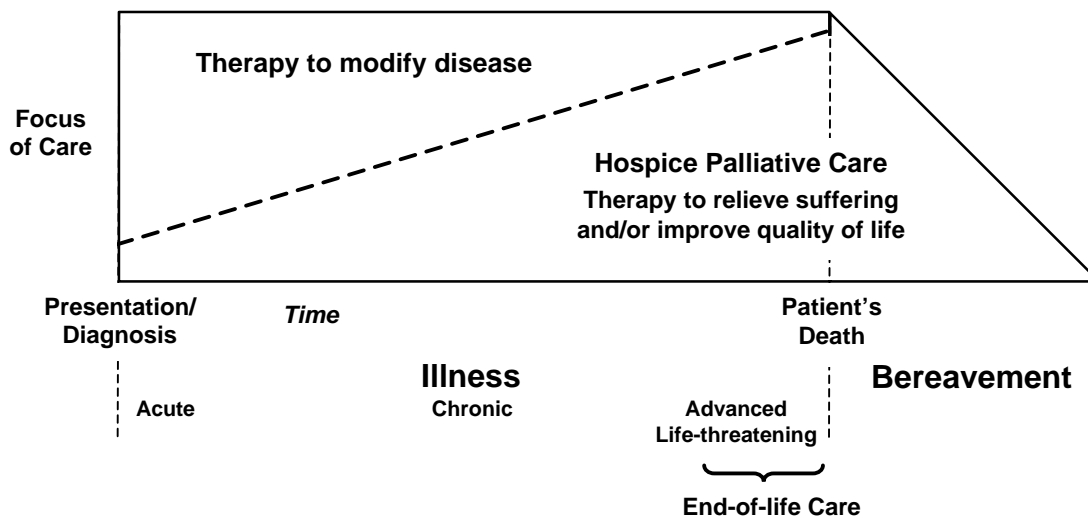 Therapy to modify disease
Focus
of Care
Hospice Palliative Care
Therapy to relieve suffering
and/or improve quality of life
Presentation/
Diagnosis
Time
Patient’s
Death
Illness
Bereavement
Acute
Chronic
Advanced
Life-threatening
End-of-life Care